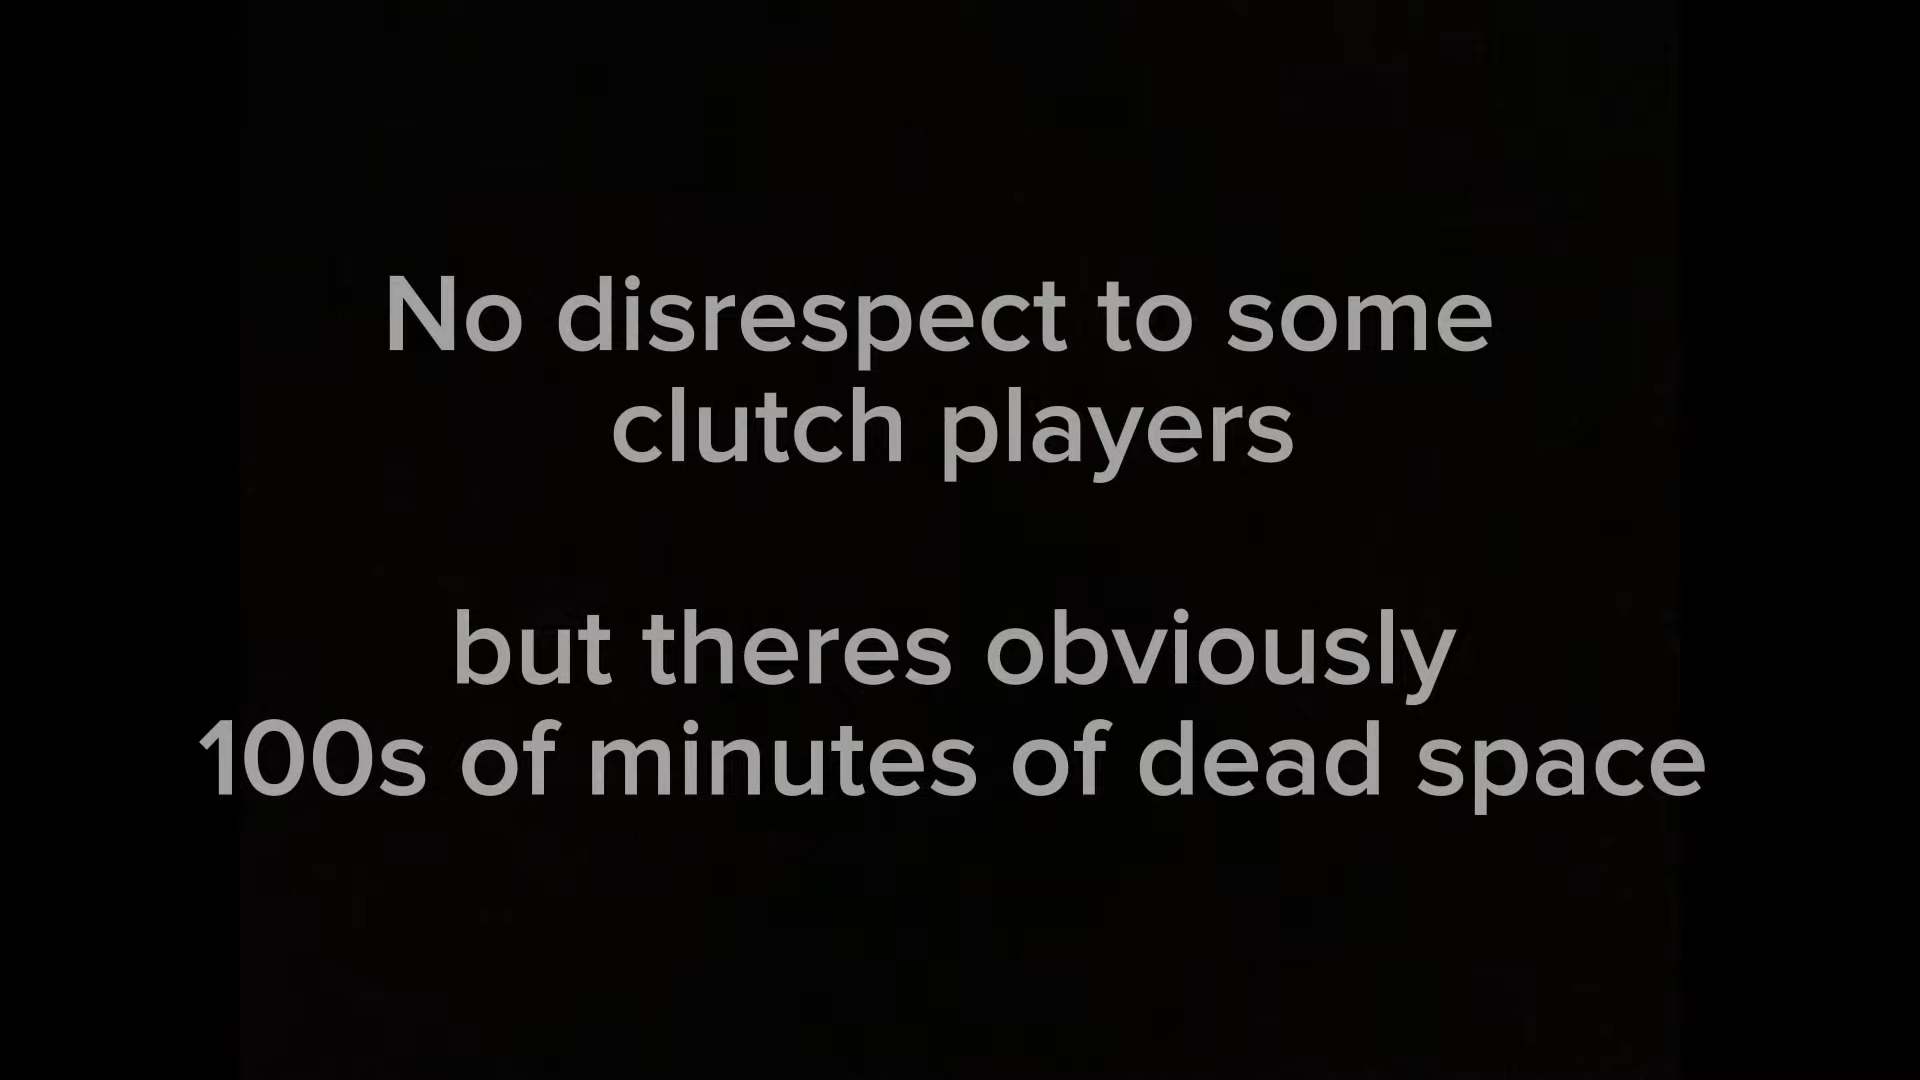 No disrespect to some
clutch players
but theres obviously
100s of minutes of dead space